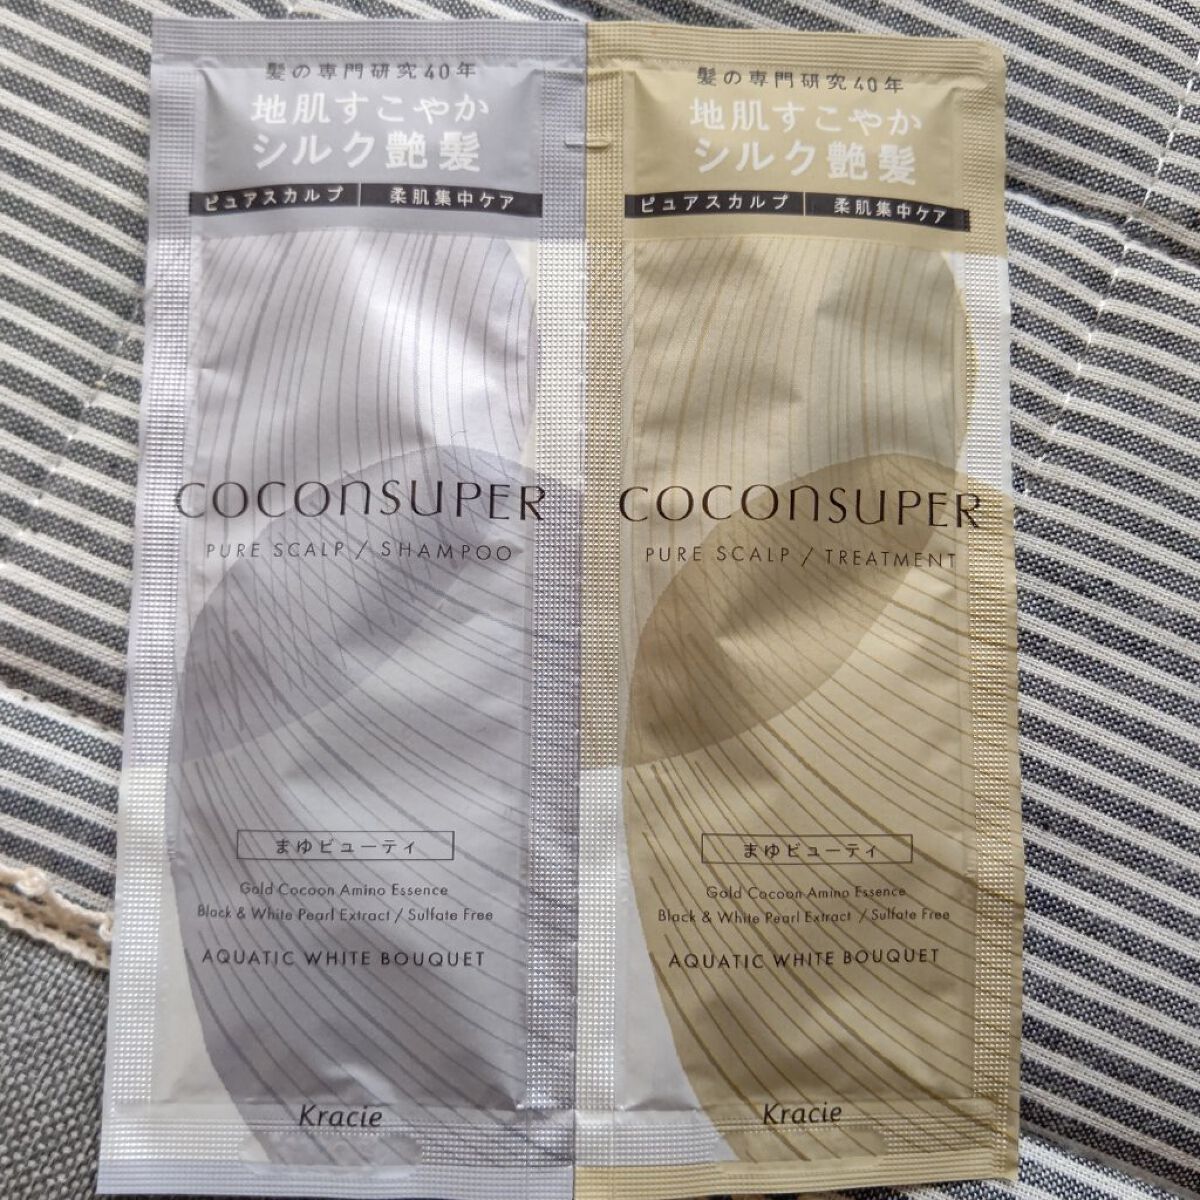 髪の専門研究40年
地肌すこやか
シルク艶髪
ピュアスカルプ | 柔肌集中ケア
COCONSUPER
PURE SCALP / SHAMPOO
まゆビューティ
Gold Cocoon Amino Essence
Black & White Pearl Extract / Sulfate Free
AQUATIC WHITE BOUQUET
Kracie
髪の専門研究40年
地肌すこやか
シルク艶髪
ピュアスカルプ | 柔肌集中ケア
COCONSUPER
PURE SCALP / TREATMENT
まゆビューティ
Gold Cocoon Amino Essence
Black & White Pearl Extract / Sulfate Free
AQUATIC WHITE BOUQUET
Kracie